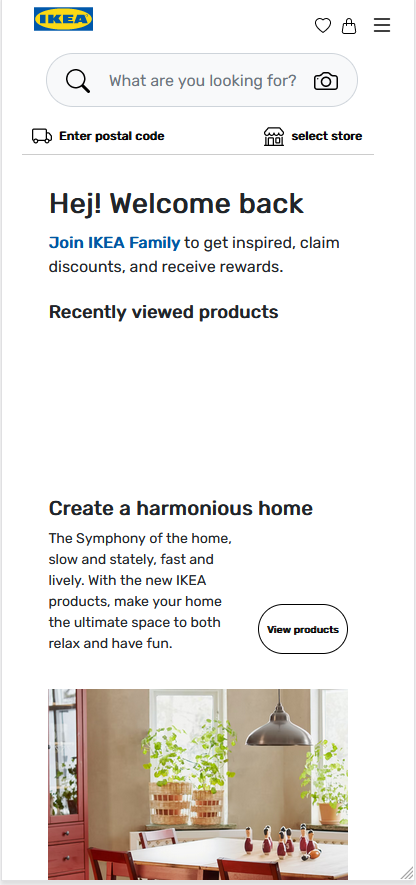 IKEA
What are you looking for?
Enter postal code
select store
Hej! Welcome back
Join IKEA Family to get inspired, claim
discounts, and receive rewards.
Recently viewed products
Create a harmonious home
The Symphony of the home,
slow and stately, fast and
lively. With the new IKEA
products, make your home
the ultimate space to both
relax and have fun.
View products